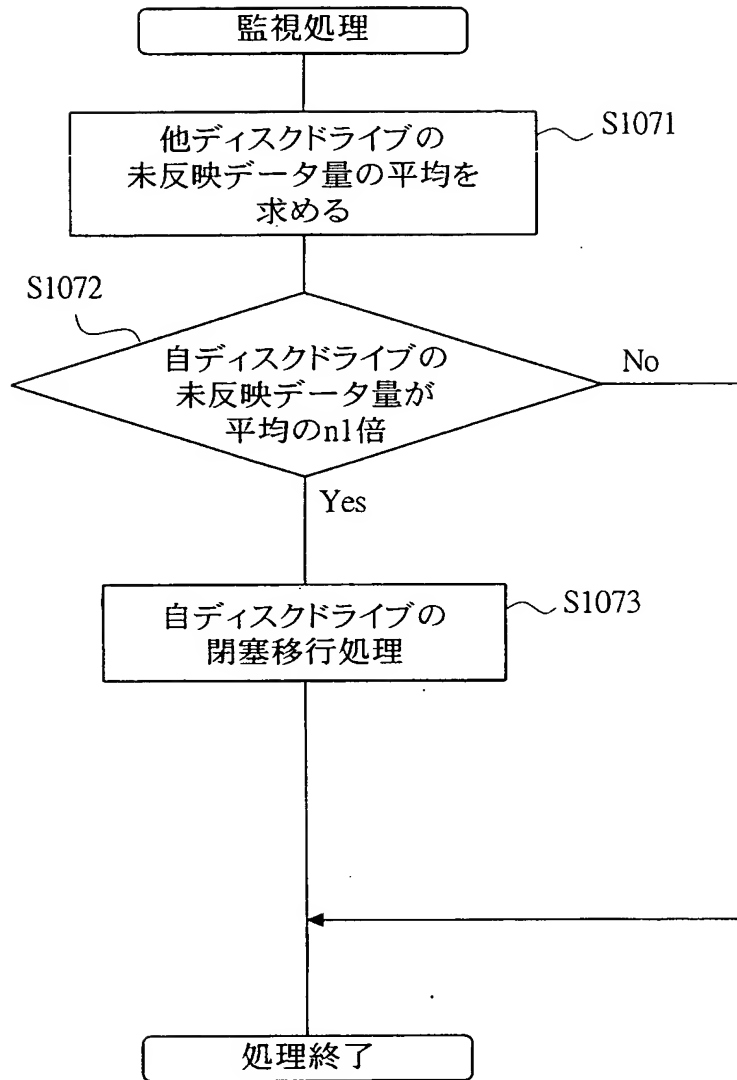 監視処理
他ディスクドライブの
未反映データ量の平均を
求める
S1071
S1072
自ディスクドライブの
未反映データ量が
平均のn1倍
No
Yes
自ディスクドライブの
閉塞移行処理
S1073
処理終了